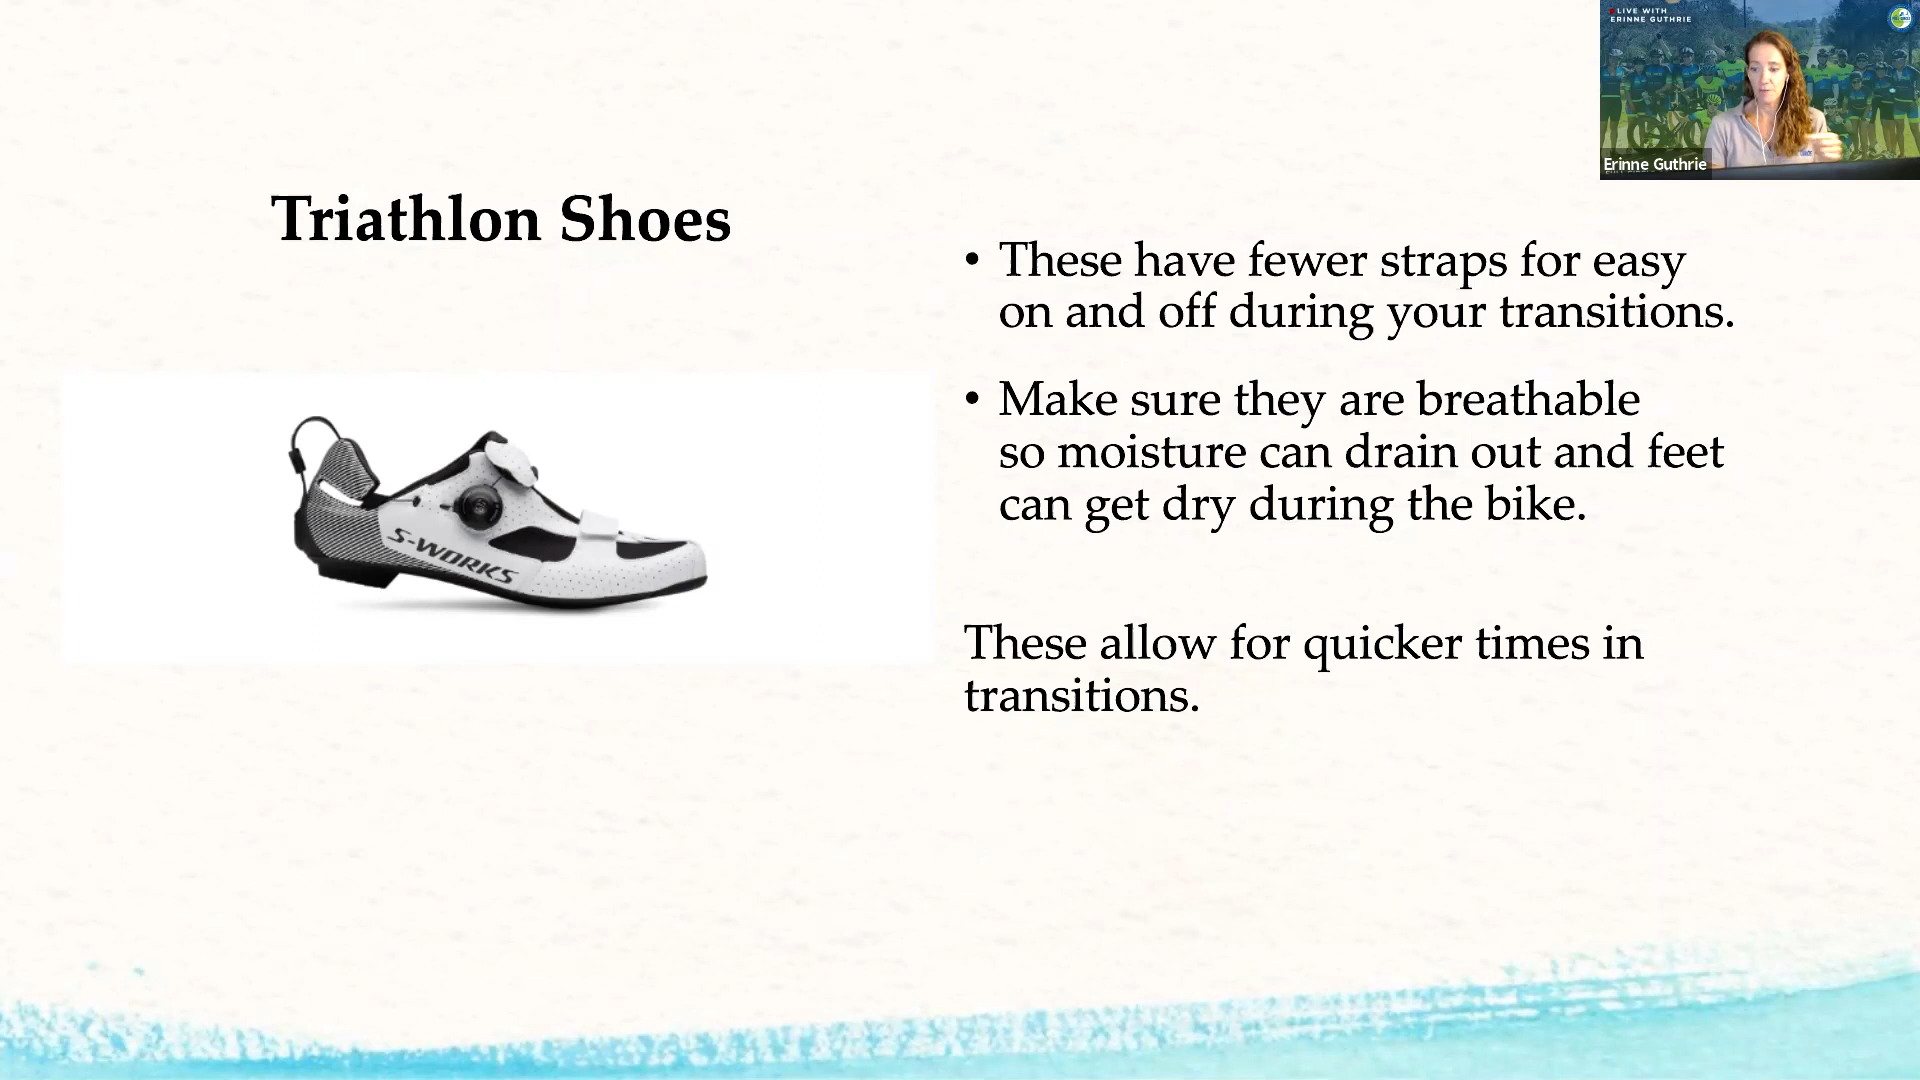 LIVE WITH
ERINNE GUTHRIE
Erinne Guthrie
Triathlon Shoes
• These have fewer straps for easy
on and off during your transitions.
• Make sure they are breathable
so moisture can drain out and feet
can get dry during the bike.
These allow for quicker times in
transitions.
S-WORKS